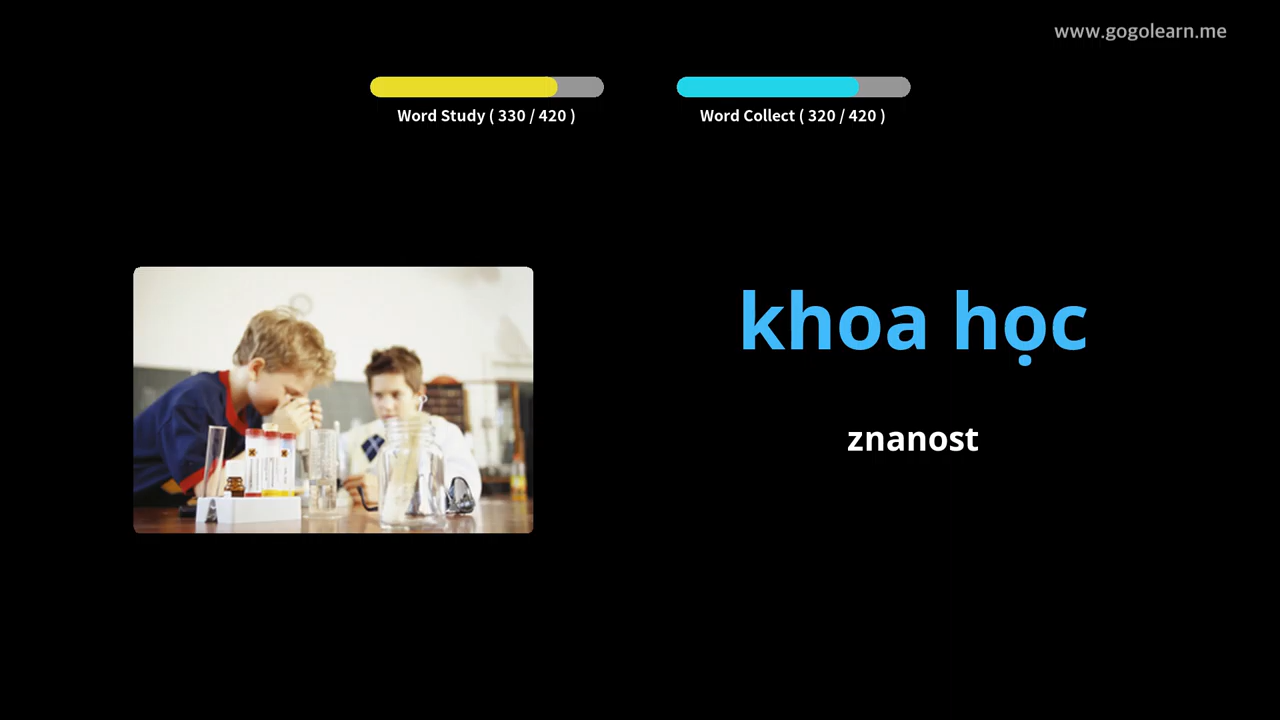 www.gogolearn.me
Word Study ( 330 / 420 )
Word Collect ( 320 / 420 )
khoa học
znanost